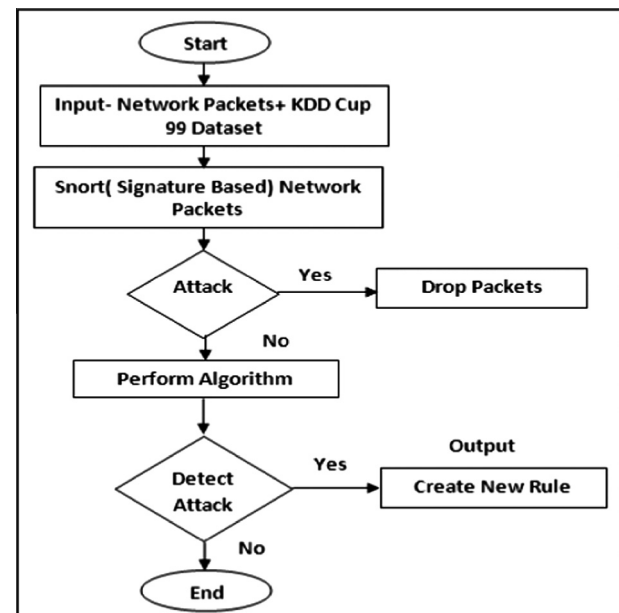 Start
Input- Network Packets+ KDD Cup
99 Dataset
Snort( Signature Based) Network
Packets
Attack
Yes
Drop Packets
No
Perform Algorithm
Output
Detect
Attack
Yes
Create New Rule
No
End